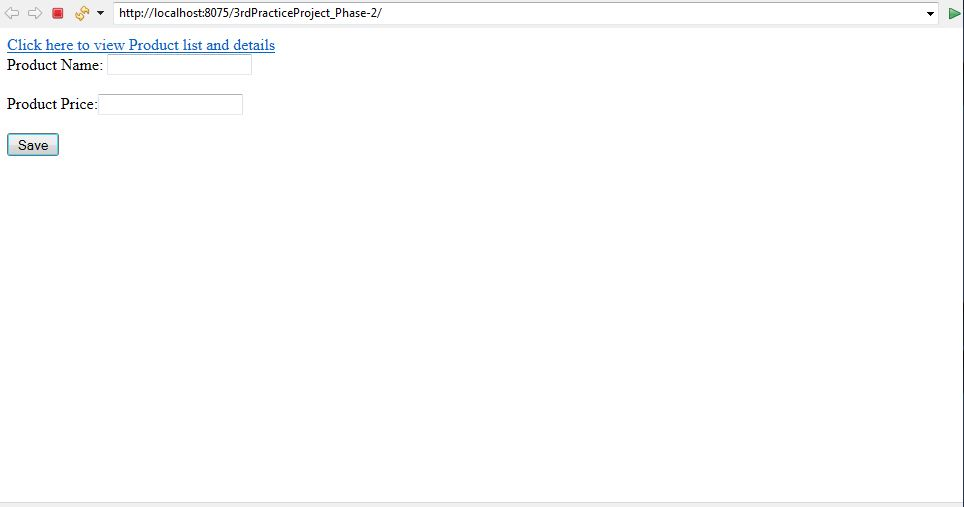 http://localhost:8075/3rdPracticeProject_Phase-2/
Click here to view Product list and details
Product Name:
Product Price:
Save